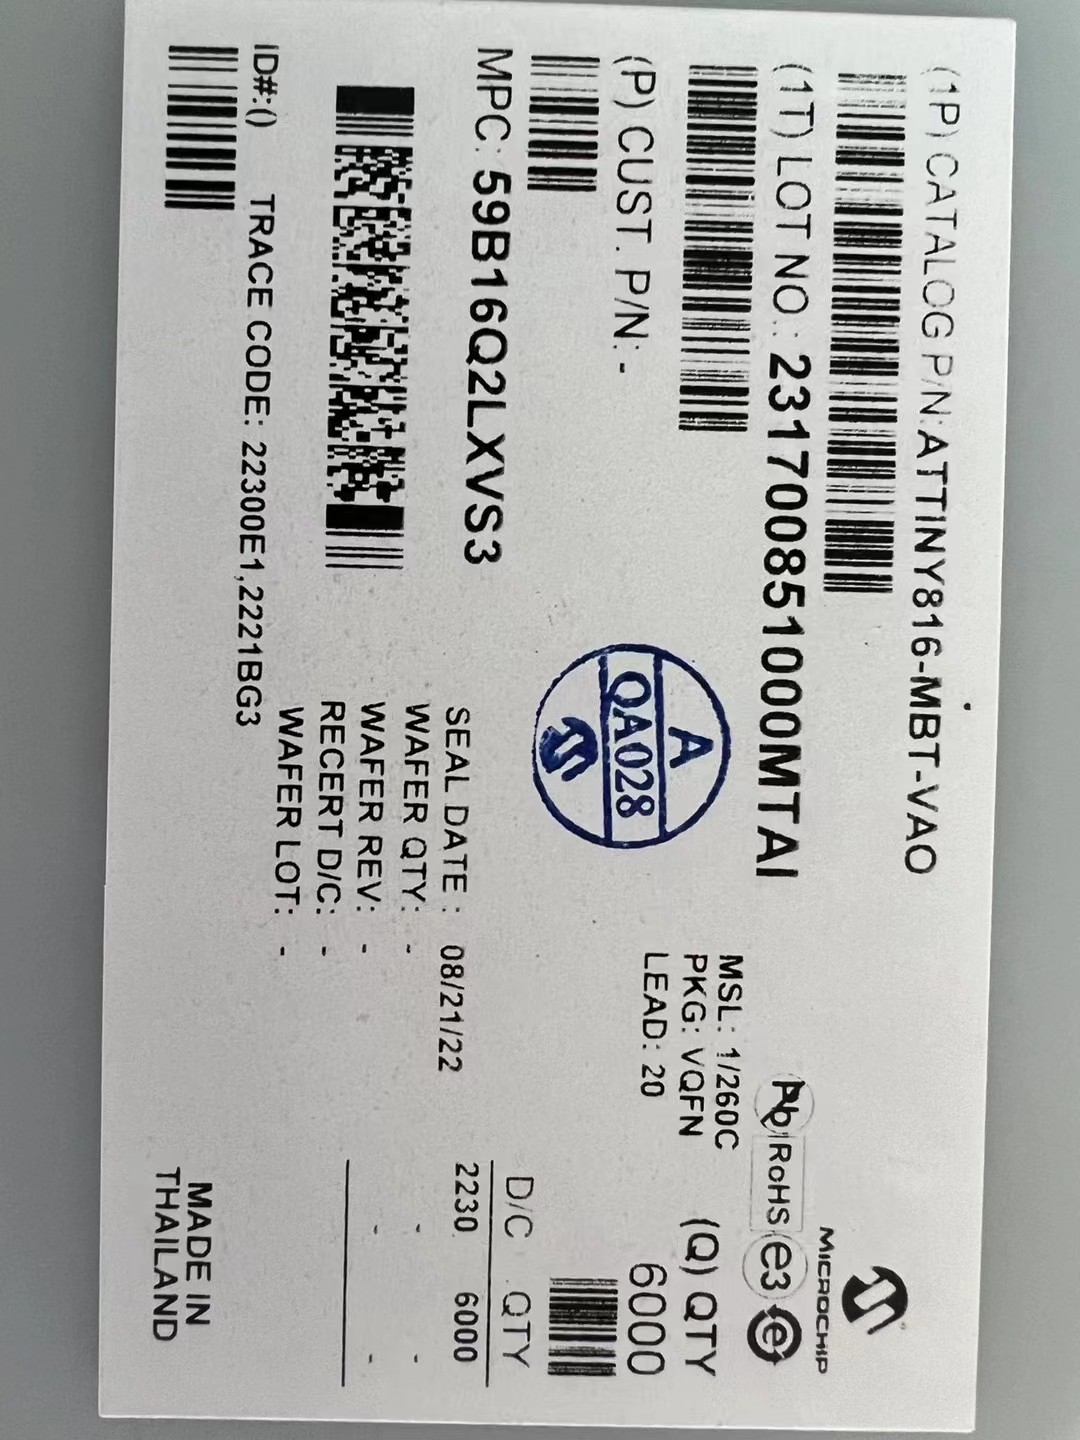 (1P) CATALOG P/N:ATTINY816-MBT-VAO
(1T) LOT NO.: 231700851000MTAI
(P) CUST. P/N:-
MPC: 59B16Q2LXVS3
ID#:() TRACE CODE: 22300E1,2221BG3
MICROCHIP
Pb RoHS e3 e
MSL: 1/260C
PKG: VQFN
LEAD: 20
(Q) QTY
6000
A
QA028
D/C QTY
2230 6000
- -
- -
SEAL DATE : 08/21/22
WAFER QTY: -
WAFER REV: -
RECERT D/C: -
WAFER LOT: -
MADE IN
THAILAND